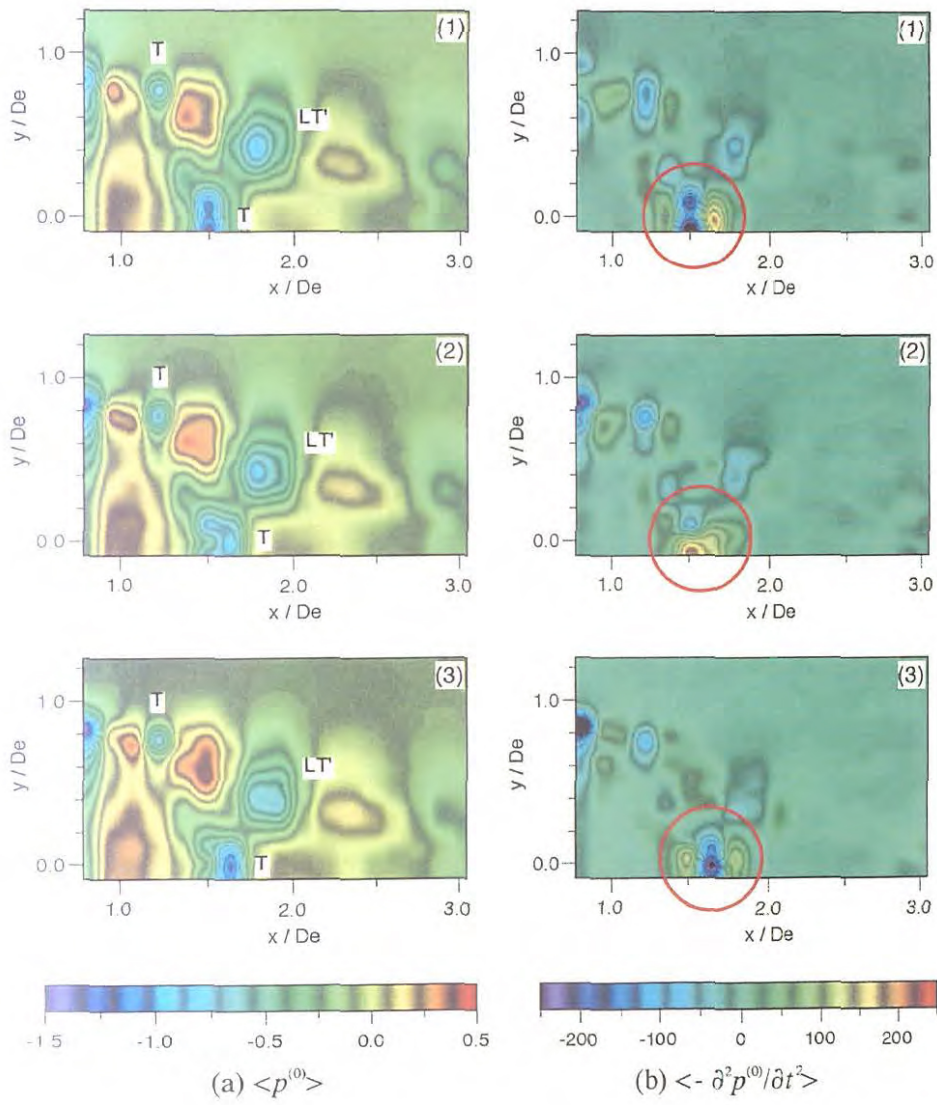 (1)
T
LT'
T
1.0
0.0
y / De
1.0 2.0 3.0
x / De
(1)
1.0
0.0
y / De
1.0 2.0 3.0
x / De
(2)
T
LT'
T
1.0
0.0
y / De
1.0 2.0 3.0
x / De
(2)
1.0
0.0
y / De
1.0 2.0 3.0
x / De
(3)
T
LT'
T
1.0
0.0
y / De
1.0 2.0 3.0
x / De
(3)
1.0
0.0
y / De
1.0 2.0 3.0
x / De
-1.5 -1.0 -0.5 0.0 0.5
-200 -100 0 100 200
(a) <p^{(0)}>
(b) <- ∂²p^{(0)}/∂t²>